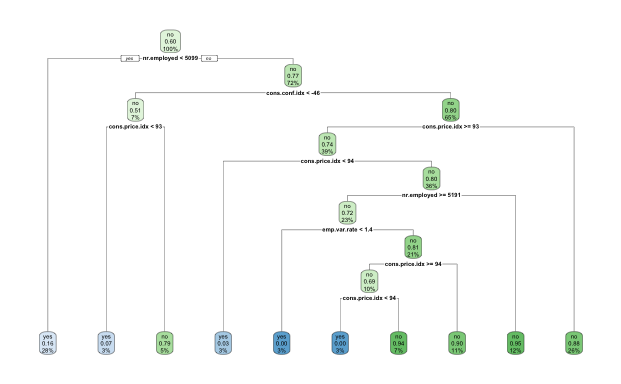 no
0.60
100%
yes nr.employed < 5099 no
no
0.77
72%
cons.conf.idx < -46
no
0.51
7%
no
0.80
65%
cons.price.idx < 93
cons.price.idx >= 93
no
0.74
39%
cons.price.idx < 94
no
0.80
36%
nr.employed >= 5191
no
0.72
23%
emp.var.rate < 1.4
no
0.81
21%
cons.price.idx >= 94
no
0.69
10%
cons.price.idx < 94
yes
0.16
28%
yes
0.07
3%
no
0.79
5%
yes
0.03
3%
yes
0.00
yes
0.00
3%
no
0.94
7%
no
0.90
11%
no
0.95
12%
no
0.88
26%